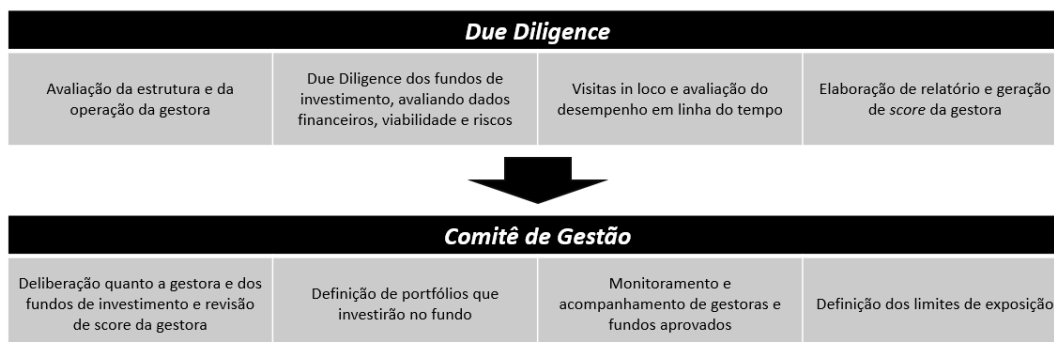 Due Diligence
Avaliação da estrutura e da
operação da gestora
Due Diligence dos fundos de
investimento, avaliando dados
financeiros, viabilidade e riscos
Visitas in loco e avaliação do
desempenho em linha do tempo
Elaboração de relatório e geração
de score da gestora
Comitê de Gestão
Deliberação quanto a gestora e dos
fundos de investimento e revisão
de score da gestora
Definição de portfólios que
investirão no fundo
Monitoramento e
acompanhamento de gestoras e
fundos aprovados
Definição dos limites de exposição